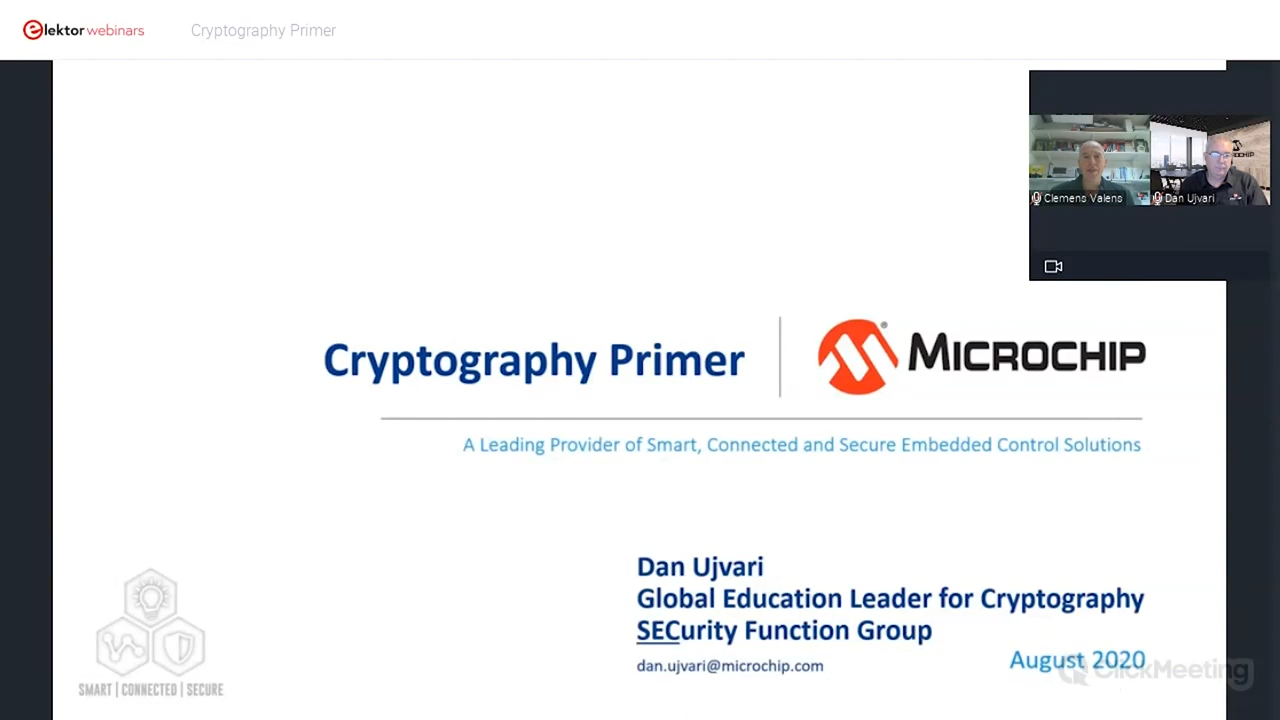 elektor webinars
Cryptography Primer
MICROCHIP
Clemens Valens
Dan Ujvari
Cryptography Primer
MICROCHIP
®
A Leading Provider of Smart, Connected and Secure Embedded Control Solutions
Dan Ujvari
Global Education Leader for Cryptography
SECurity Function Group
dan.ujvari@microchip.com
August 2020
ClickMeeting
SMART | CONNECTED | SECURE